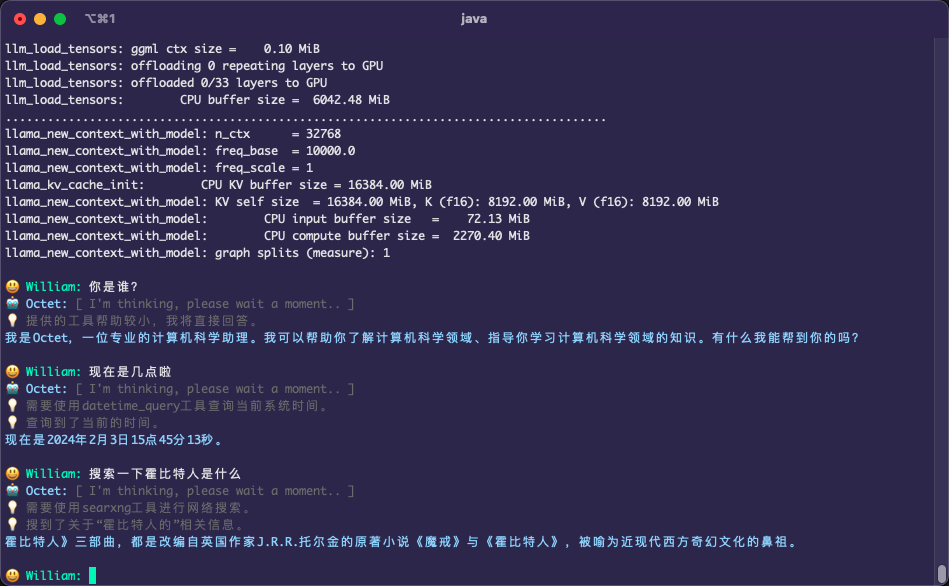 ⌥⌘1
java
llm_load_tensors: ggml ctx size =    0.10 MiB
llm_load_tensors: offloading 0 repeating layers to GPU
llm_load_tensors: offloaded 0/33 layers to GPU
llm_load_tensors:        CPU buffer size =  6042.48 MiB
......................................................................................
llama_new_context_with_model: n_ctx      = 32768
llama_new_context_with_model: freq_base  = 10000.0
llama_new_context_with_model: freq_scale = 1
llama_kv_cache_init:        CPU KV buffer size = 16384.00 MiB
llama_new_context_with_model: KV self size  = 16384.00 MiB, K (f16): 8192.00 MiB, V (f16): 8192.00 MiB
llama_new_context_with_model:        CPU input buffer size   =    72.13 MiB
llama_new_context_with_model:        CPU compute buffer size =  2270.40 MiB
llama_new_context_with_model: graph splits (measure): 1
😃 William: 你是谁?
🤖 Octet: [ I'm thinking, please wait a moment.. ]
💡 提供的工具帮助较小，我将直接回答。
我是Octet，一位专业的计算机科学助理。我可以帮助你了解计算机科学领域、指导你学习计算机科学领域的知识。有什么我能帮到你的吗?
😃 William: 现在是几点啦
🤖 Octet: [ I'm thinking, please wait a moment.. ]
💡 需要使用datetime_query工具查询当前系统时间。
💡 查询到了当前的时间。
现在是2024年2月3日15点45分13秒。
😃 William: 搜索一下霍比特人是什么
🤖 Octet: [ I'm thinking, please wait a moment.. ]
💡 需要使用searxng工具进行网络搜索。
💡 搜到了关于“霍比特人的”相关信息。
霍比特人》三部曲，都是改编自英国作家J.R.R.托尔金的原著小说《魔戒》与《霍比特人》，被喻为近现代西方奇幻文化的鼻祖。
😃 William: